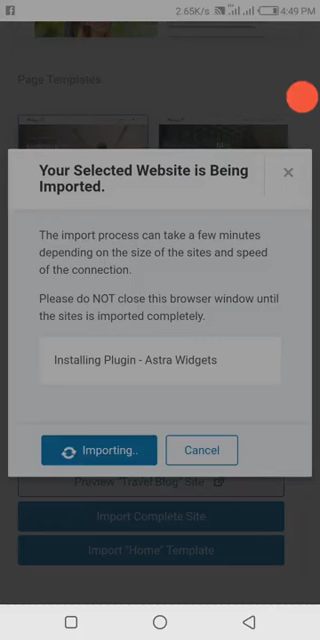 2.65K/s 4:49 PM
Page Templates
Your Selected Website is Being
Imported.
The import process can take a few minutes
depending on the size of the sites and speed
of the connection.
Please do NOT close this browser window until
the sites is imported completely.
Installing Plugin - Astra Widgets
Importing..
Cancel
Preview "Travel Blog" Site
Import Complete Site
Import "Home" Template